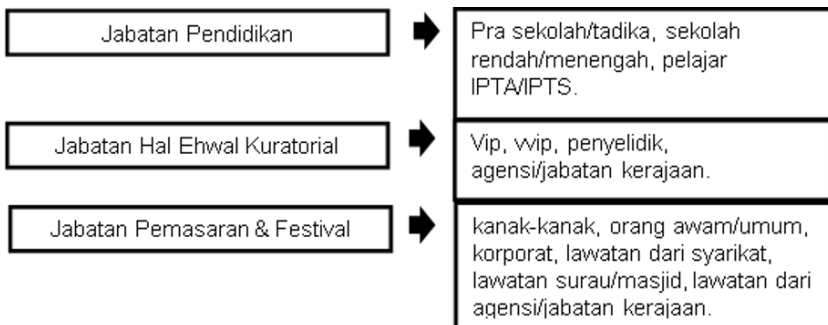 Jabatan Pendidikan
Pra sekolah/tadika, sekolah
rendah/menengah, pelajar
IPTA/IPTS.
Jabatan Hal Ehwal Kuratorial
Vip, vvip, penyelidik,
agensi/jabatan kerajaan.
Jabatan Pemasaran & Festival
kanak-kanak, orang awam/umum,
korporat, lawatan dari syarikat,
lawatan surau/masjid, lawatan dari
agensi/jabatan kerajaan.